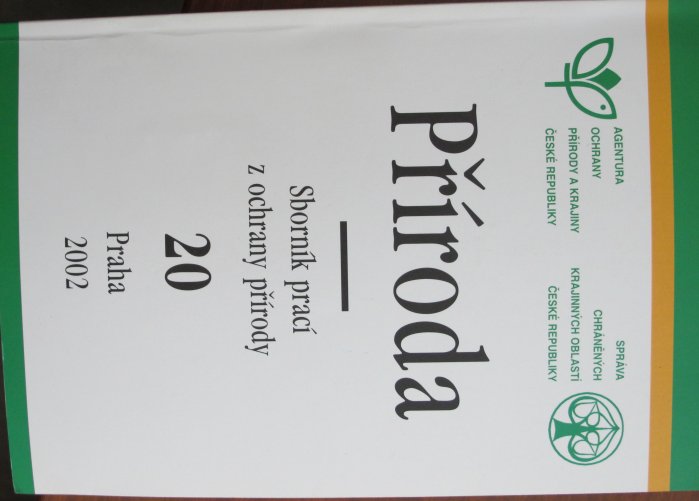 AGENTURA
OCHRANY
PŘÍRODY A KRAJINY
ČESKÉ REPUBLIKY
SPRÁVA
CHRÁNĚNÝCH
KRAJINNÝCH OBLASTÍ
ČESKÉ REPUBLIKY
Příroda
Sborník prací
z ochrany přírody
20
Praha
2002